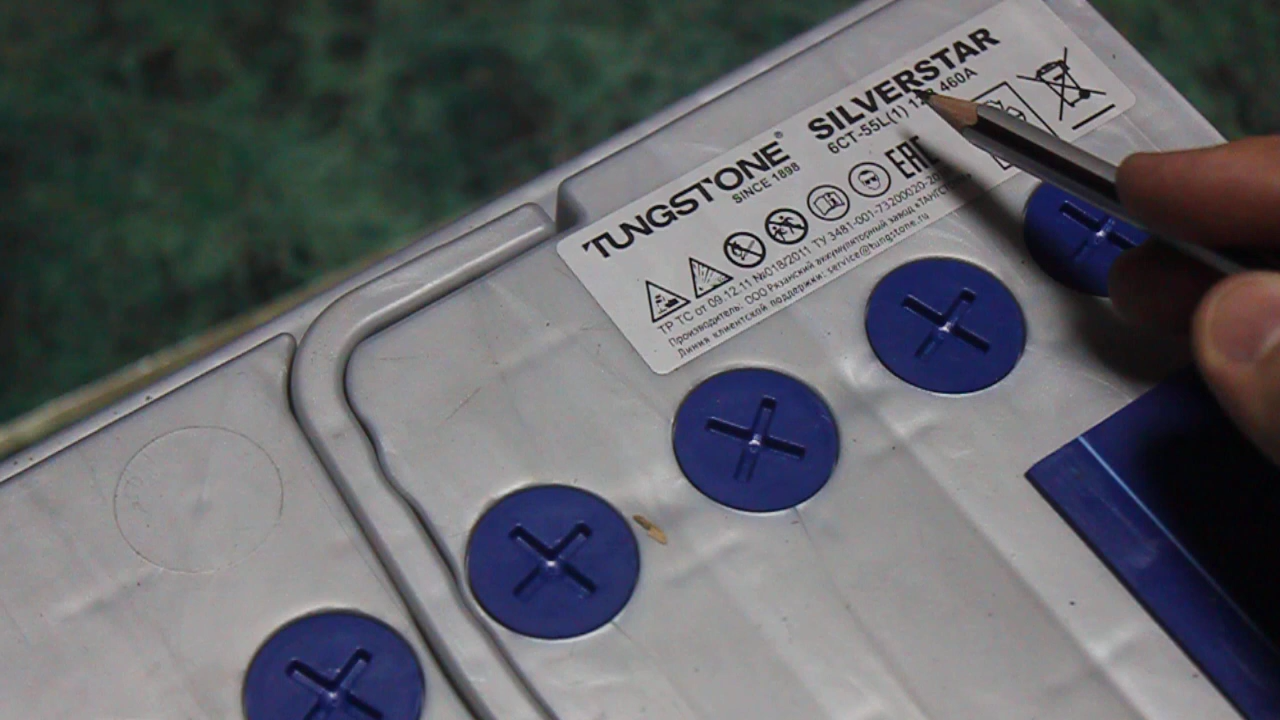 TUNGSTONE®
SINCE 1898
SILVERSTAR
6CT-55L(1) 460A
EAC
ТР ТС от 09.12.11 №018/2011 ТУ 3481-001-73200020-20
Производитель: ООО Рязанский аккумуляторный завод «Тангстоун»
Линия клиентской поддержки: service@tungstone.ru